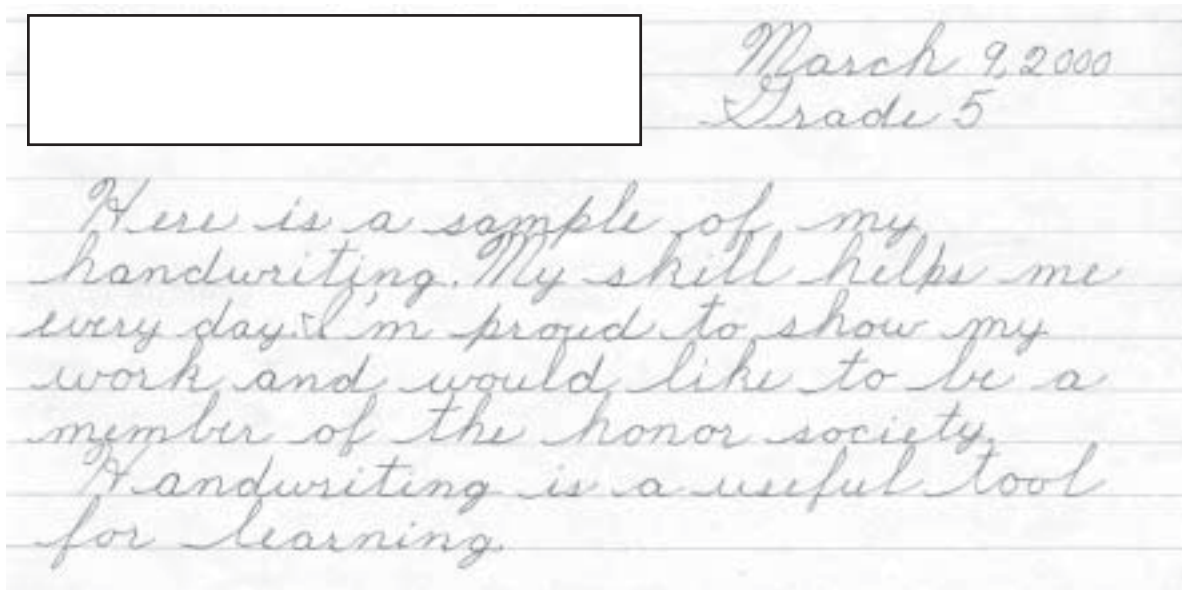 March 9, 2000
Grade 5
Here is a sample of my
handwriting. My skill helps me
every day. I'm proud to show my
work and would like to be a
member of the honor society.
Handwriting is a useful tool
for learning.